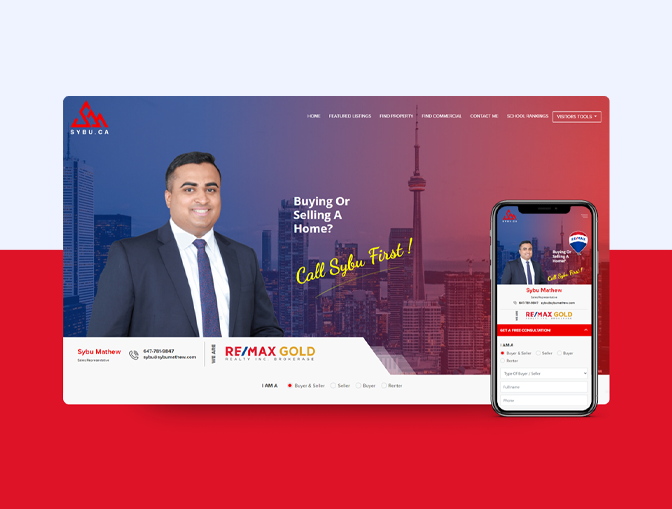 SYBU.CA
HOME FEATURED LISTINGS FIND PROPERTY FIND COMMERCIAL CONTACT ME SCHOOL RANKINGS VISITORS TOOLS
Buying Or
Selling A
Home?
Call Sybu First !
Sybu Mathew
Sales Representative
647-781-9847
sybu@sybumathew.com
WE ARE
RE/MAX GOLD
REALTY INC. BROKERAGE
I AM A Buyer & Seller Seller Buyer Renter
RE/MAX
Buying Or
Selling A
Home?
Call Sybu First !
Sybu Mathew
Sales Representative
647-781-9847 sybu@sybumathew.com
WE ARE
RE/MAX GOLD
GET A FREE CONSULTATION
I AM A
Buyer & Seller Seller Buyer
Renter
Type Of Buyer / Seller
Full name
Phone